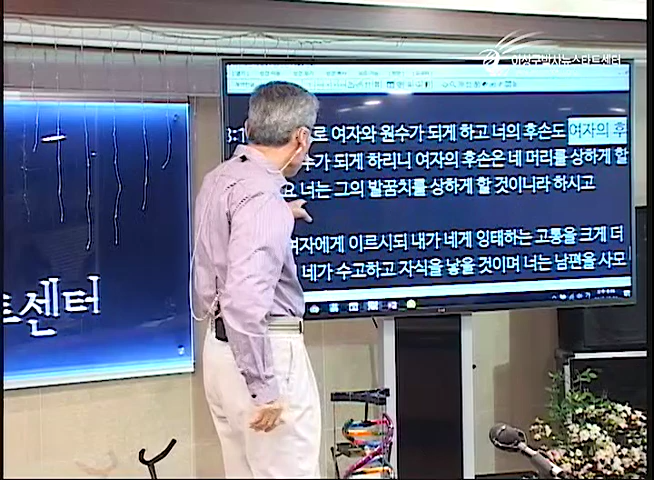 이상구박사뉴스타트센터
로 여자와 원수가 되게 하고 너의 후손도 여자의 후
수가 되게 하리니 여자의 후손은 네 머리를 상하게 할
요 너는 그의 발꿈치를 상하게 할 것이니라 하시고
여자에게 이르시되 내가 네게 잉태하는 고통을 크게 더
네가 수고하고 자식을 낳을 것이며 너는 남편을 사모
트센터